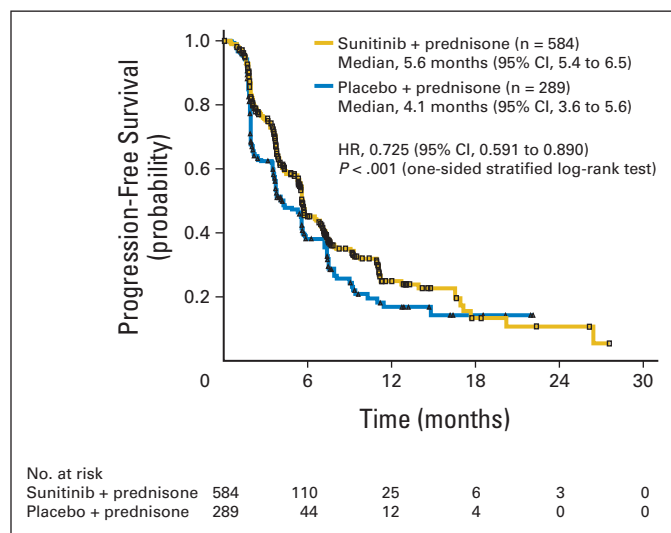 Sunitinib + prednisone (n = 584)
Median, 5.6 months (95% CI, 5.4 to 6.5)
Placebo + prednisone (n = 289)
Median, 4.1 months (95% CI, 3.6 to 5.6)
HR, 0.725 (95% CI, 0.591 to 0.890)
P < .001 (one-sided stratified log-rank test)
Progression-Free Survival
(probability)
1.0
0.8
0.6
0.4
0.2
0 6 12 18 24 30
Time (months)
No. at risk
Sunitinib + prednisone 584 110 25 6 3 0
Placebo + prednisone 289 44 12 4 0 0